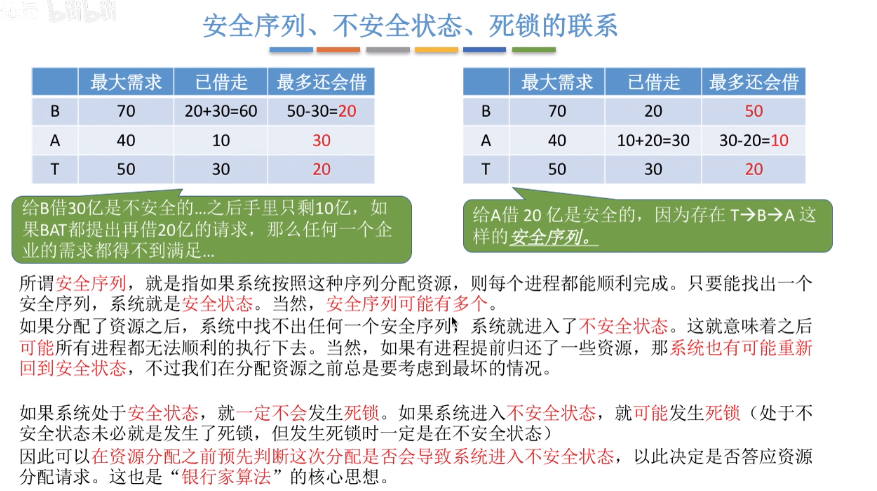 bilibili
安全序列、不安全状态、死锁的联系
最大需求 已借走 最多还会借
B 70 20+30=60 50-30=20
A 40 10 30
T 50 30 20
最大需求 已借走 最多还会借
B 70 20 50
A 40 10+20=30 30-20=10
T 50 30 20
给B借30亿是不安全的…之后手里只剩10亿，如
果BAT都提出再借20亿的请求，那么任何一个企
业的需求都得不到满足…
给A借 20 亿是安全的，因为存在 T→B→A 这
样的安全序列。
所谓安全序列，就是指如果系统按照这种序列分配资源，则每个进程都能顺利完成。只要能找出一个
安全序列，系统就是安全状态。当然，安全序列可能有多个。
如果分配了资源之后，系统中找不出任何一个安全序列，系统就进入了不安全状态。这就意味着之后
可能所有进程都无法顺利的执行下去。当然，如果有进程提前归还了一些资源，那系统也有可能重新
回到安全状态，不过我们在分配资源之前总是要考虑到最坏的情况。
如果系统处于安全状态，就一定不会发生死锁。如果系统进入不安全状态，就可能发生死锁（处于不
安全状态未必就是发生了死锁，但发生死锁时一定是在不安全状态）
因此可以在资源分配之前预先判断这次分配是否会导致系统进入不安全状态，以此决定是否答应资源
分配请求。这也是“银行家算法”的核心思想。